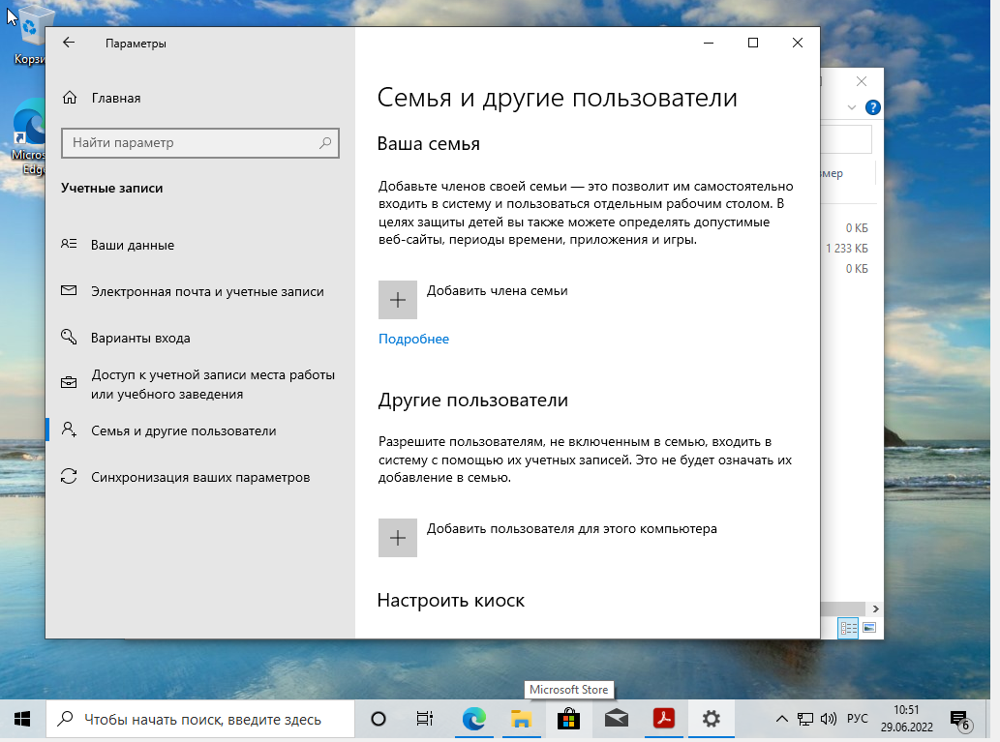 Параметры
Главная
Найти параметр
Учетные записи
Ваши данные
Электронная почта и учетные записи
Варианты входа
Доступ к учетной записи места работы
или учебного заведения
Семья и другие пользователи
Синхронизация ваших параметров
Семья и другие пользователи
Ваша семья
Добавьте членов своей семьи — это позволит им самостоятельно
входить в систему и пользоваться отдельным рабочим столом. В
целях защиты детей вы также можете определять допустимые
веб-сайты, периоды времени, приложения и игры.
Добавить члена семьи
Подробнее
Другие пользователи
Разрешите пользователям, не включенным в семью, входить в
систему с помощью их учетных записей. Это не будет означать их
добавление в семью.
Добавить пользователя для этого компьютера
Настроить киоск
0 КБ
1 233 КБ
0 КБ
Microsoft Store
Чтобы начать поиск, введите здесь
РУС
10:51
29.06.2022
6